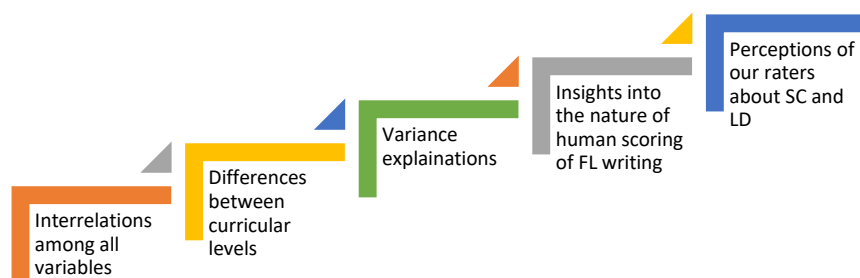 Interrelations
among all
variables
Differences
between
curricular
levels
Variance
explainations
Insights into
the nature of
human scoring
of FL writing
Perceptions of
our raters
about SC and
LD